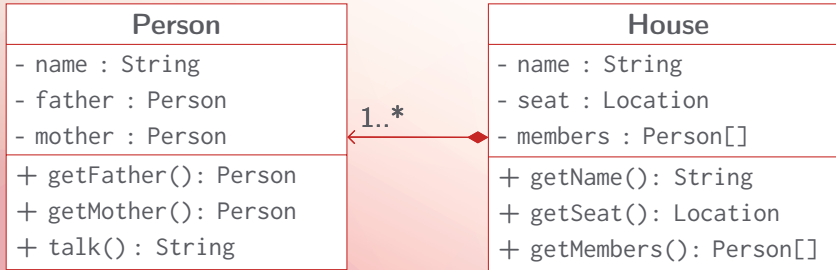 Person
- name : String
- father : Person
- mother : Person
+ getFather(): Person
+ getMother(): Person
+ talk() : String
1..*
House
- name : String
- seat : Location
- members : Person[]
+ getName(): String
+ getSeat(): Location
+ getMembers(): Person[]